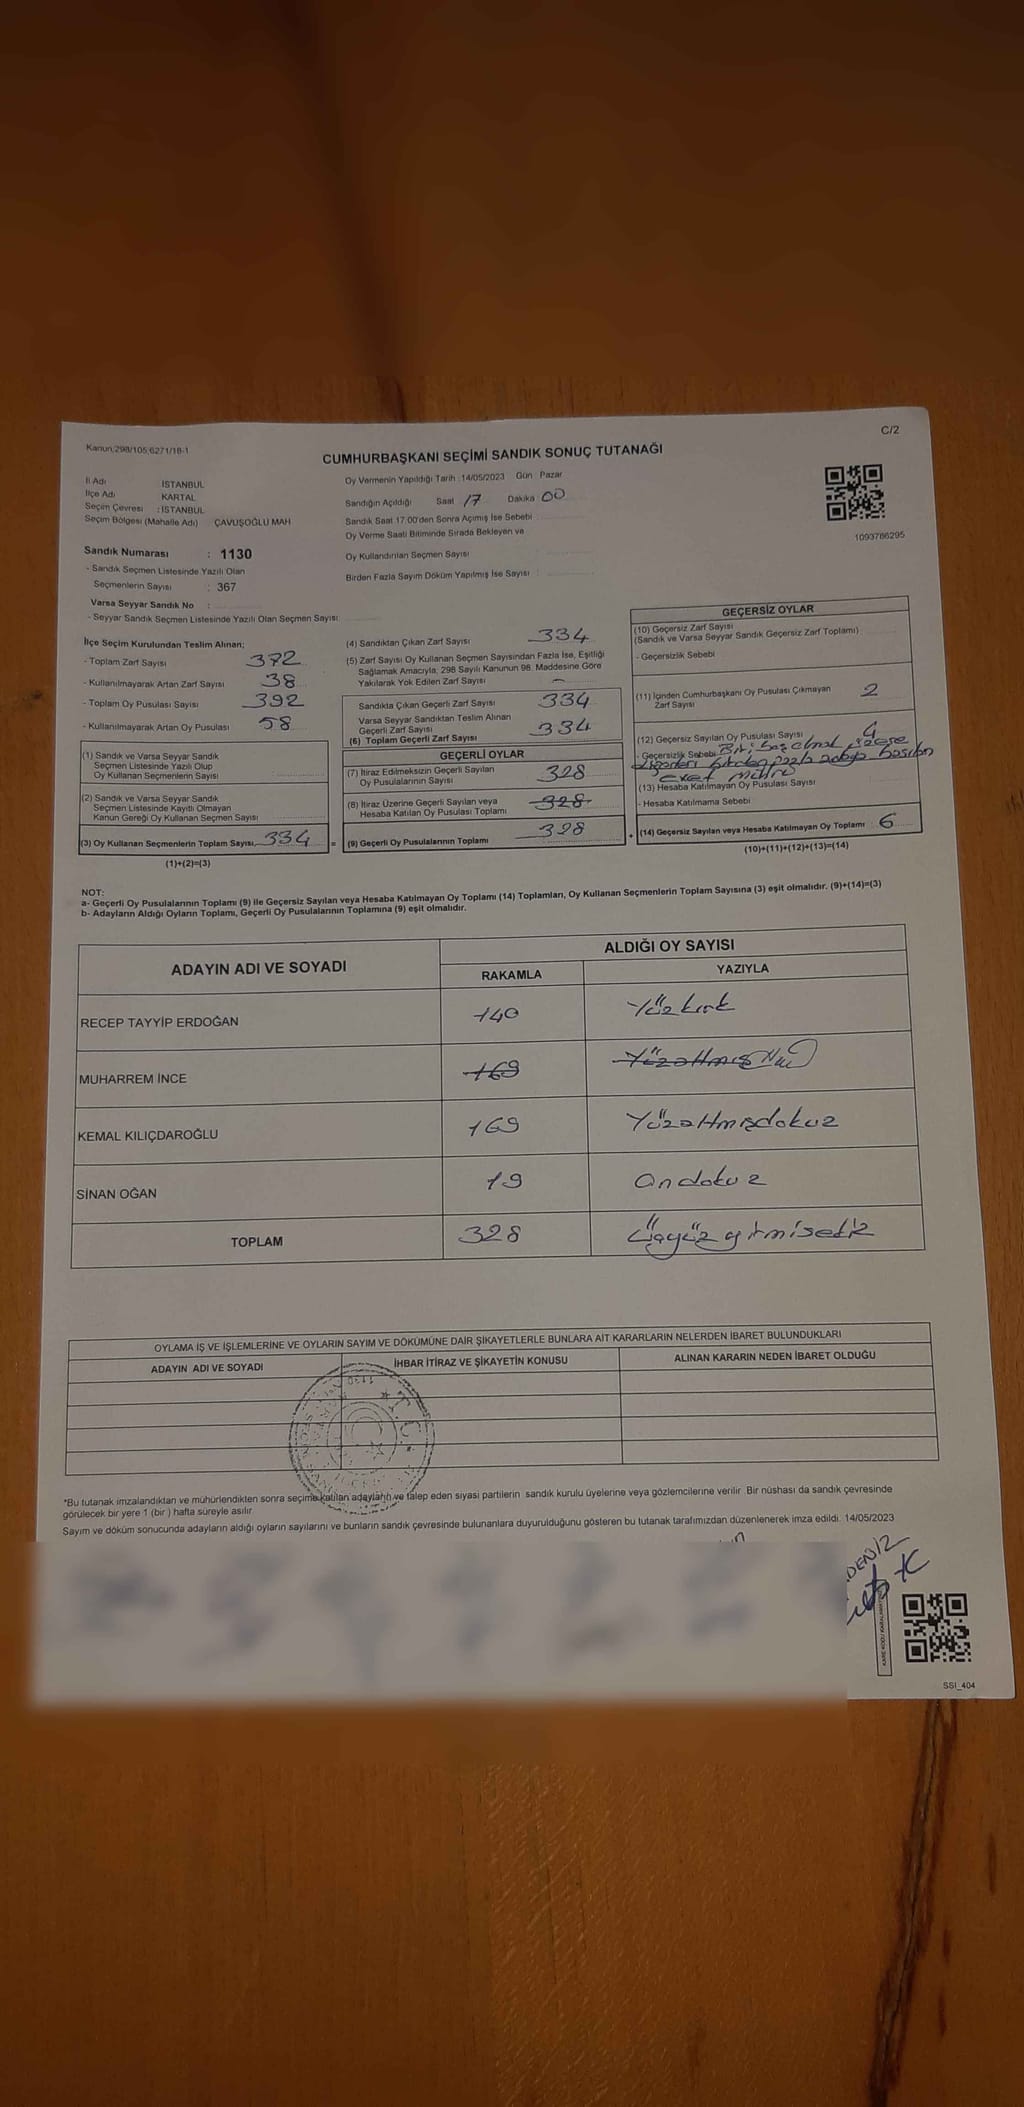 C/2
Kanun:298/105,6271/18-1
CUMHURBAŞKANI SEÇİMİ SANDIK SONUÇ TUTANAĞI
İl Adı İSTANBUL
İlçe Adı KARTAL
Seçim Çevresi : İSTANBUL
Seçim Bölgesi (Mahalle Adı) ÇAVUŞOĞLU MAH
Sandık Numarası : 1130
- Sandık Seçmen Listesinde Yazılı Olan
Seçmenlerin Sayısı : 367
Varsa Seyyar Sandık No :
- Seyyar Sandık Seçmen Listesinde Yazılı Olan Seçmen Sayısı:
Oy Vermenin Yapıldığı Tarih :14/05/2023 Gün : Pazar
Sandığın Açıldığı Saat 17 Dakika 00
Sandık Saat 17:00'den Sonra Açımış İse Sebebi
Oy Verme Saati Bitiminde Sırada Bekleyen ve
Oy Kullandırılan Seçmen Sayısı
Birden Fazla Sayım Döküm Yapılmış İse Sayısı :
1093786295
İlçe Seçim Kurulundan Teslim Alınan;
- Toplam Zarf Sayısı 372
- Kullanılmayarak Artan Zarf Sayısı 38
- Toplam Oy Pusulası Sayısı 392
- Kullanılmayarak Artan Oy Pusulası 58
(1) Sandık ve Varsa Seyyar Sandık
Seçmen Listesinde Yazılı Olup
Oy Kullanan Seçmenlerin Sayısı
(2) Sandık ve Varsa Seyyar Sandık
Seçmen Listesinde Kayıtlı Olmayan
Kanun Gereği Oy Kullanan Seçmen Sayısı
(3) Oy Kullanan Seçmenlerin Toplam Sayısı 334
(1)+(2)=(3)
(4) Sandıktan Çıkan Zarf Sayısı 334
(5) Zarf Sayısı Oy Kullanan Seçmen Sayısından Fazla İse, Eşitliği
Sağlamak Amacıyla, 298 Sayılı Kanunun 98. Maddesine Göre
Yakılarak Yok Edilen Zarf Sayısı -
Sandıkta Çıkan Geçerli Zarf Sayısı 334
Varsa Seyyar Sandıktan Teslim Alınan
Geçerli Zarf Sayısı
(6) Toplam Geçerli Zarf Sayısı 334
=
GEÇERLİ OYLAR
(7) İtiraz Edilmeksizin Geçerli Sayılan
Oy Pusulalarının Sayısı 328
(8) İtiraz Üzerine Geçerli Sayılan veya
Hesaba Katılan Oy Pusulası Toplamı 328
(9) Geçerli Oy Pusulalarının Toplamı 328
+
GEÇERSİZ OYLAR
(10) Geçersiz Zarf Sayısı
(Sandık ve Varsa Seyyar Sandık Geçersiz Zarf Toplamı)
- Geçersizlik Sebebi
(11) İçinden Cumhurbaşkanı Oy Pusulası Çıkmayan
Zarf Sayısı 2
(12) Geçersiz Sayılan Oy Pusulası Sayısı 4
- Geçersizlik Sebebi Biri boş olmak üzere
diğerleri birden fazla adaya basılan
evet mührü
(13) Hesaba Katılmayan Oy Pusulası Sayısı
- Hesaba Katılmama Sebebi
(14) Geçersiz Sayılan veya Hesaba Katılmayan Oy Toplamı 6
(10)+(11)+(12)+(13)=(14)
NOT:
a- Geçerli Oy Pusulalarının Toplamı (9) ile Geçersiz Sayılan veya Hesaba Katılmayan Oy Toplamı (14) Toplamları, Oy Kullanan Seçmenlerin Toplam Sayısına (3) eşit olmalıdır. (9)+(14)=(3)
b- Adayların Aldığı Oyların Toplamı, Geçerli Oy Pusulalarının Toplamına (9) eşit olmalıdır.
ADAYIN ADI VE SOYADI
ALDIĞI OY SAYISI
RAKAMLA YAZIYLA
RECEP TAYYİP ERDOĞAN 140 Yüzkırk
MUHARREM İNCE 169 Yüzaltmış
KEMAL KILIÇDAROĞLU 169 Yüzaltmışdokuz
SİNAN OĞAN 19 Ondokuz
TOPLAM 328 Üçyüz yirmisekiz
OYLAMA İŞ VE İŞLEMLERİNE VE OYLARIN SAYIM VE DÖKÜMÜNE DAİR ŞİKAYETLERLE BUNLARA AİT KARARLARIN NELERDEN İBARET BULUNDUKLARI
ADAYIN ADI VE SOYADI İHBAR İTİRAZ VE ŞİKAYETİN KONUSU ALINAN KARARIN NEDEN İBARET OLDUĞU
1130
T.C.
*Bu tutanak imzalandıktan ve mühürlendikten sonra seçime katılan adayların ve talep eden siyasi partilerin sandık kurulu üyelerine veya gözlemcilerine verilir. Bir nüshası da sandık çevresinde
görülecek bir yere 1 (bir ) hafta süreyle asılır.
Sayım ve döküm sonucunda adayların aldığı oyların sayılarını ve bunların sandık çevresinde bulunanlara duyurulduğunu gösteren bu tutanak tarafımızdan düzenlenerek imza edildi. 14/05/2023
DENİZ
SSI_404